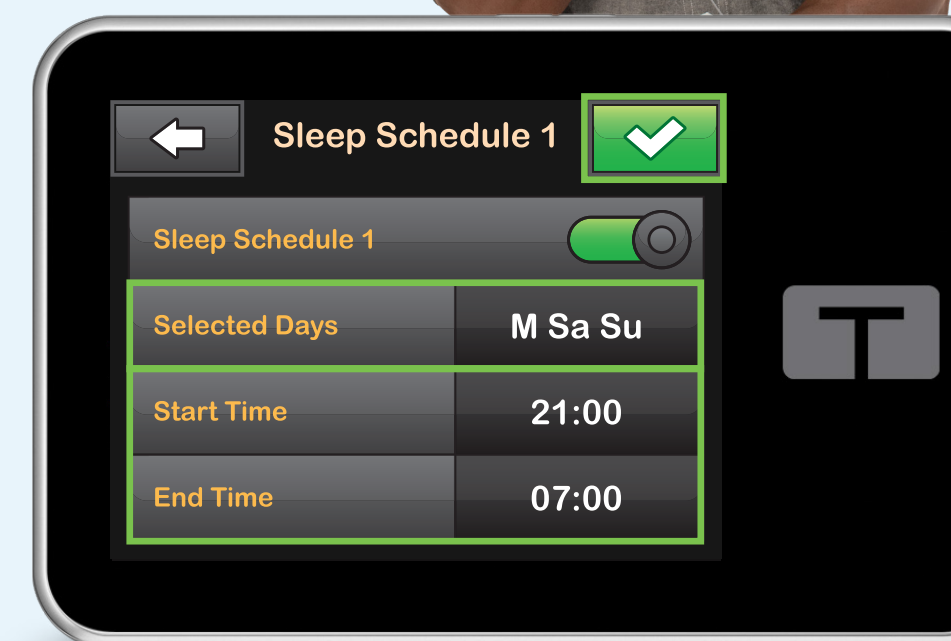 Sleep Schedule 1
Sleep Schedule 1
Selected Days M Sa Su
Start Time 21:00
End Time 07:00
T